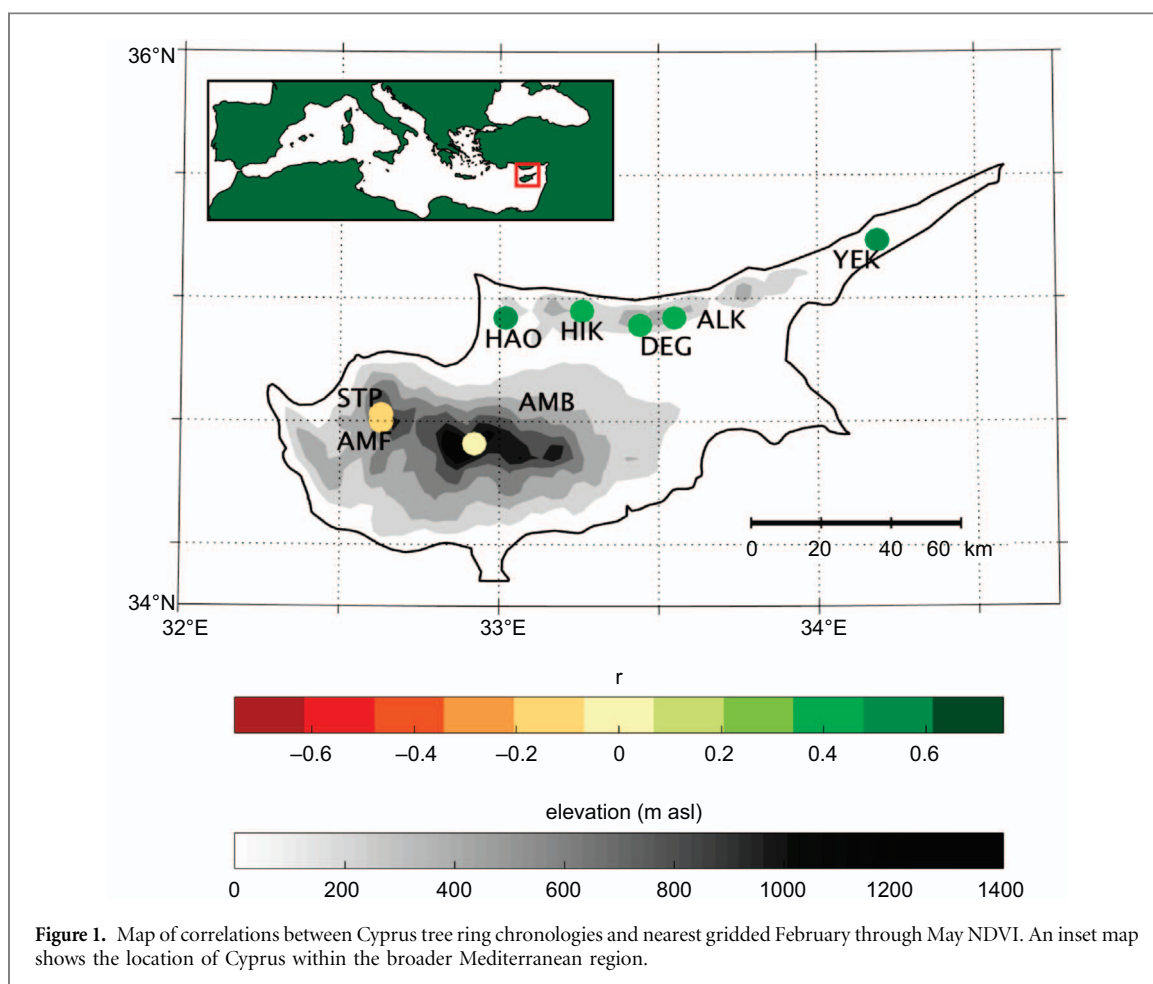 36°N
YEK
HAO
HIK
DEG
ALK
STP
AMB
AMF
0 20 40 60 km
34°N
32°E 33°E 34°E
r
−0.6 −0.4 −0.2 0 0.2 0.4 0.6
elevation (m asl)
0 200 400 600 800 1000 1200 1400
Figure 1. Map of correlations between Cyprus tree ring chronologies and nearest gridded February through May NDVI. An inset map
shows the location of Cyprus within the broader Mediterranean region.